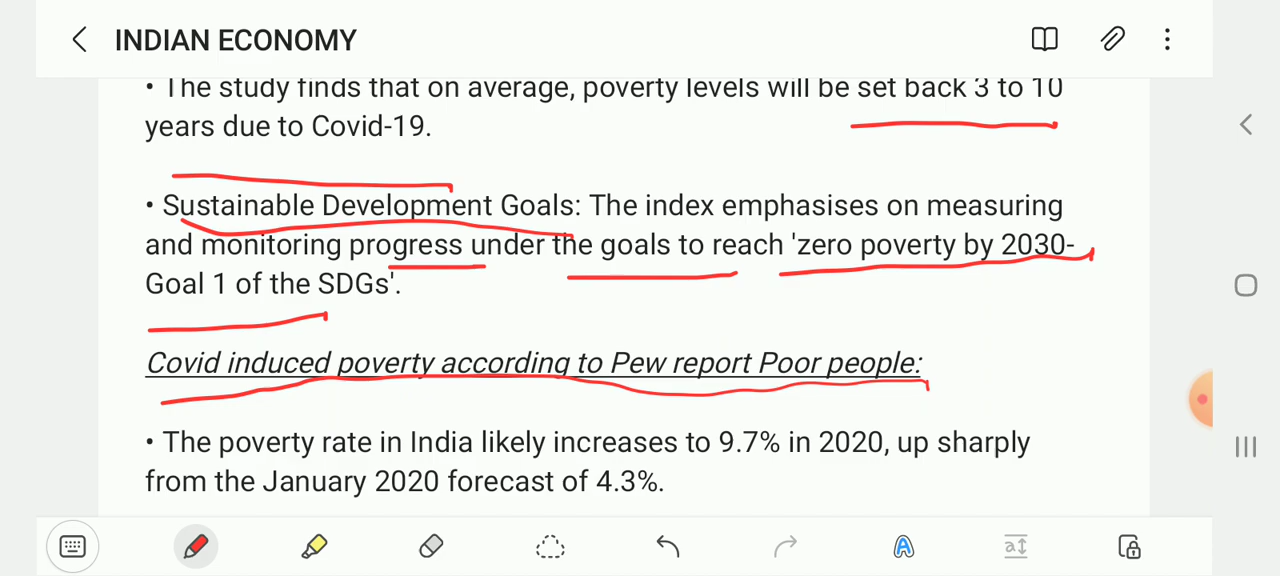 INDIAN ECONOMY
• The study finds that on average, poverty levels will be set back 3 to 10
years due to Covid-19.
• Sustainable Development Goals: The index emphasises on measuring
and monitoring progress under the goals to reach 'zero poverty by 2030-
Goal 1 of the SDGs'.
Covid induced poverty according to Pew report Poor people:
• The poverty rate in India likely increases to 9.7% in 2020, up sharply
from the January 2020 forecast of 4.3%.
A
a